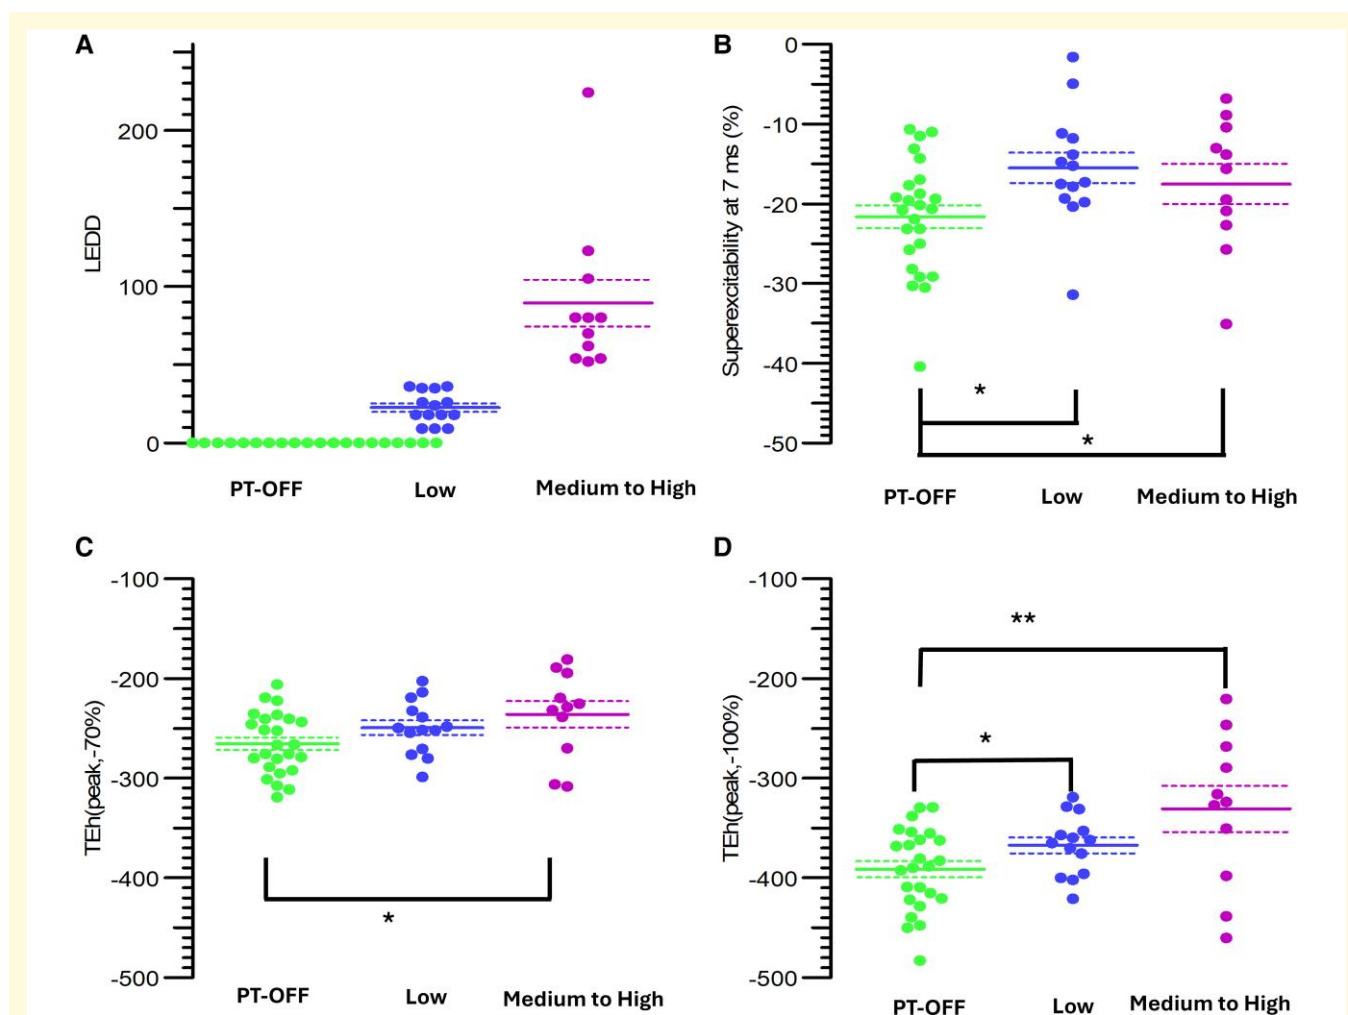 A
LEDD
200
100
0
PT-OFF Low Medium to High
B
Superexcitability at 7 ms (%)
0
-10
-20
-30
-40
-50
*
*
PT-OFF Low Medium to High
C
TEh(peak,-70%)
-100
-200
-300
-400
-500
*
PT-OFF Low Medium to High
D
TEh(peak,-100%)
-100
-200
-300
-400
-500
**
*
PT-OFF Low Medium to High